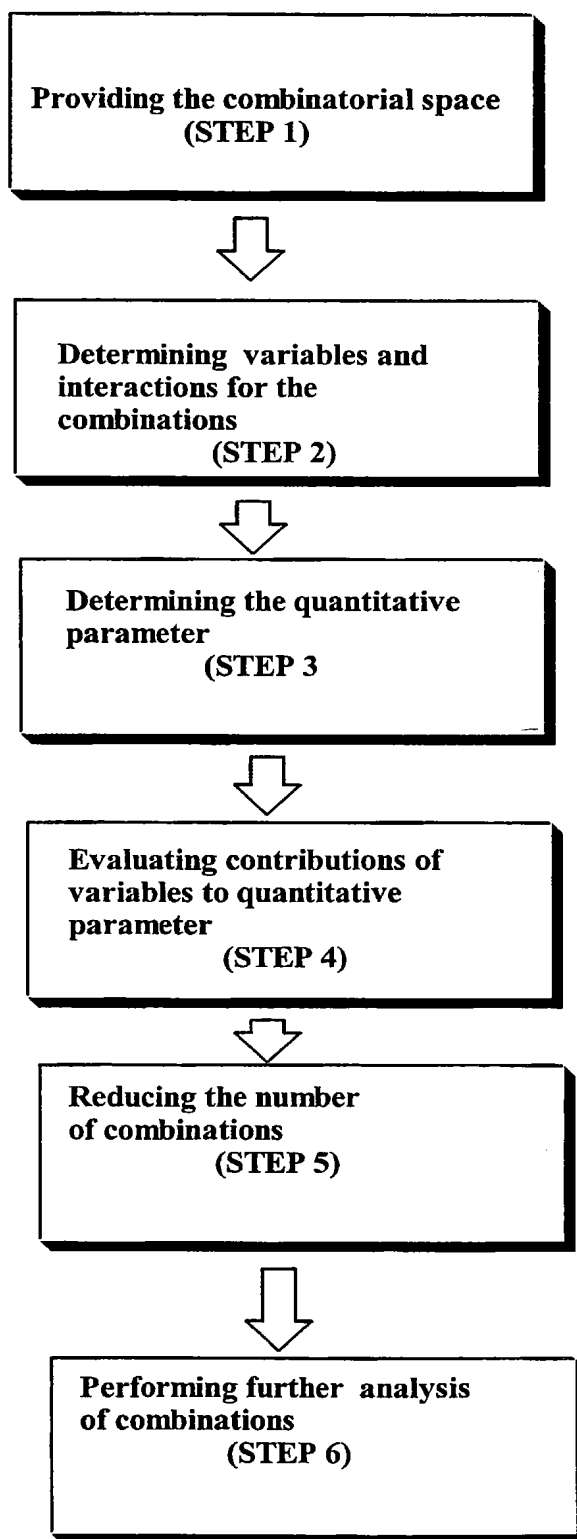 Providing the combinatorial space
(STEP 1)
Determining variables and
interactions for the
combinations
(STEP 2)
Determining the quantitative
parameter
(STEP 3
Evaluating contributions of
variables to quantitative
parameter
(STEP 4)
Reducing the number
of combinations
(STEP 5)
Performing further analysis
of combinations
(STEP 6)